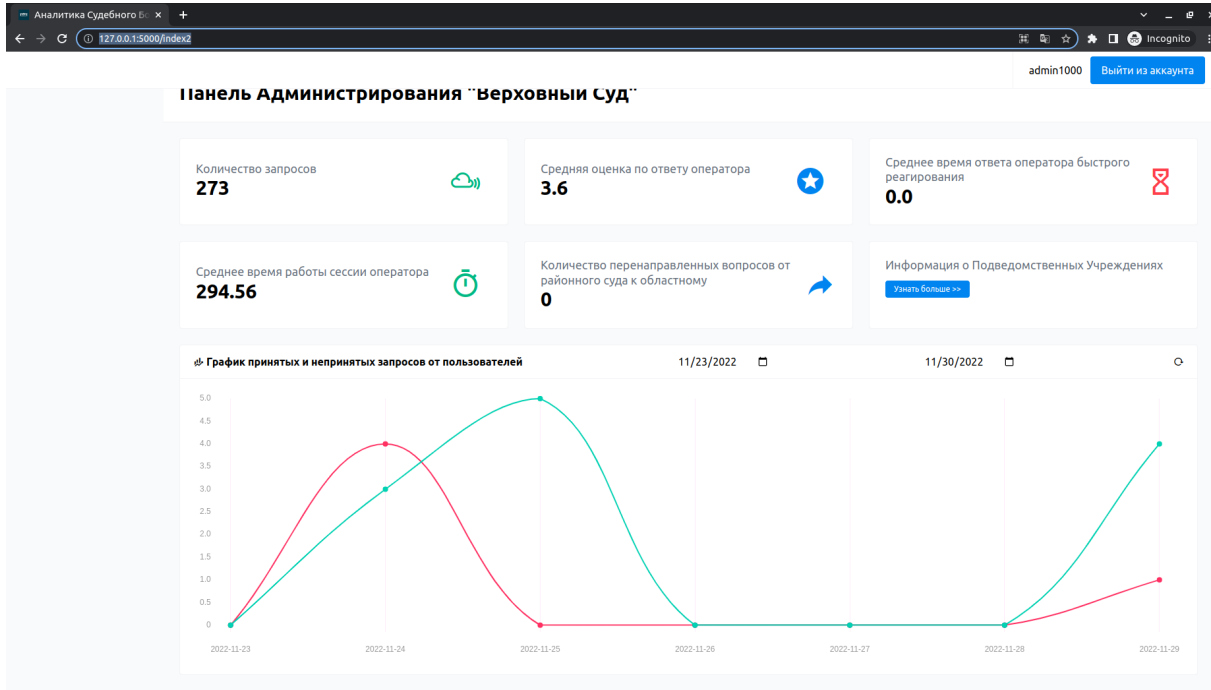 Аналитика Судебного Бо
127.0.0.1:5000/index2
Incognito
admin1000
Выйти из аккаунта
Панель Администрирования "Верховный Суд"
Количество запросов
273
Средняя оценка по ответу оператора
3.6
Среднее время ответа оператора быстрого
реагирования
0.0
Среднее время работы сессии оператора
294.56
Количество перенаправленных вопросов от
районного суда к областному
0
Информация о Подведомственных Учреждениях
Узнать больше >>
График принятых и непринятых запросов от пользователей
11/23/2022
11/30/2022
5.0
4.5
4.0
3.5
3.0
2.5
2.0
1.5
1.0
0.5
0
2022-11-23
2022-11-24
2022-11-25
2022-11-26
2022-11-27
2022-11-28
2022-11-29